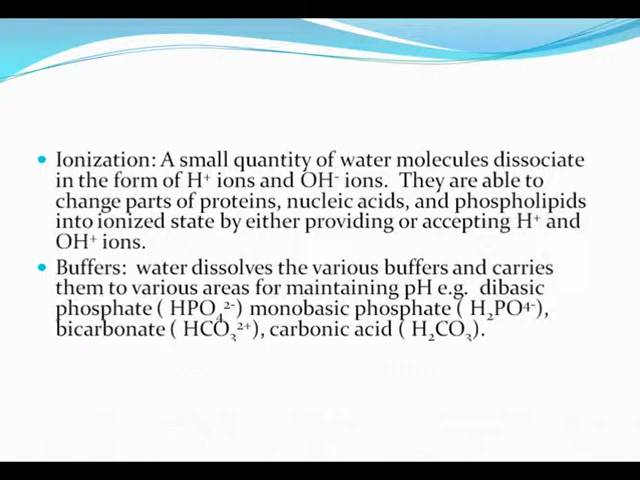 Ionization: A small quantity of water molecules dissociate
in the form of H⁺ ions and OH⁻ ions. They are able to
change parts of proteins, nucleic acids, and phospholipids
into ionized state by either providing or accepting H⁺ and
OH⁺ ions.
Buffers: water dissolves the various buffers and carries
them to various areas for maintaining pH e.g. dibasic
phosphate ( HPO₄²⁻) monobasic phosphate ( H₂PO⁴⁻),
bicarbonate ( HCO₃²⁺), carbonic acid ( H₂CO₃).